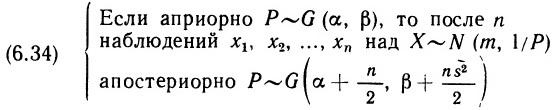 Если априорно P~G (α, β), то после n
(6.34) наблюдений x₁, x₂, ..., xₙ над X~N (m, 1/P)
апостериорно P~G(α + n/2, β + ns²/2)